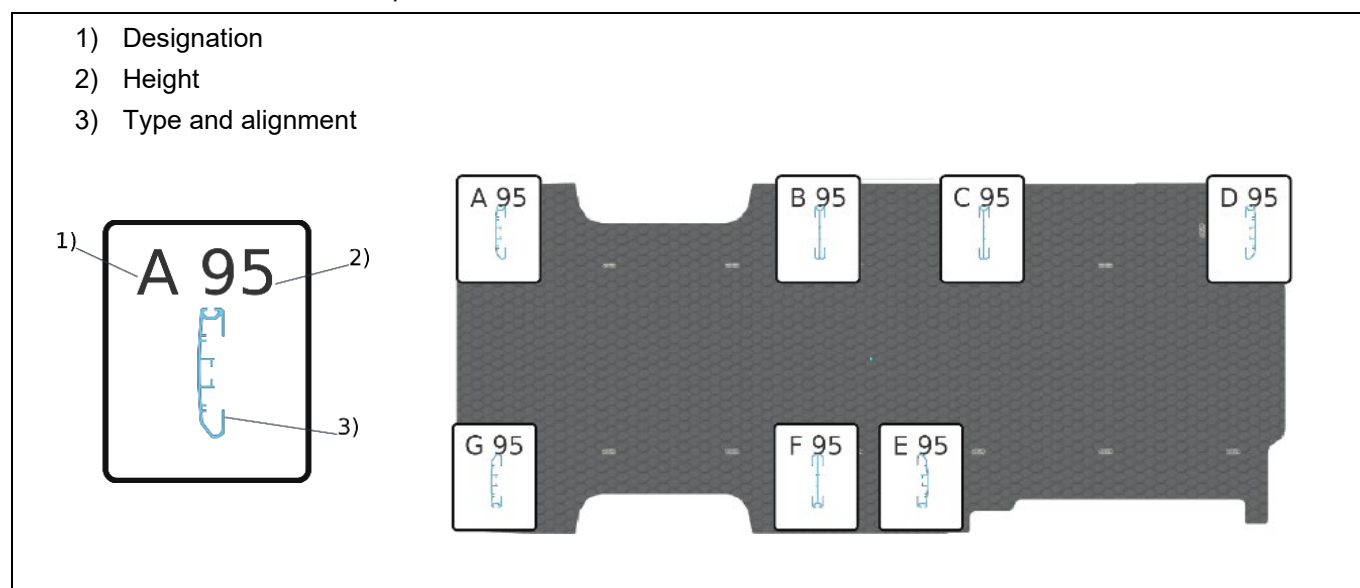 1) Designation
2) Height
3) Type and alignment
A 95
B 95
C 95
D 95
1)
A 95
2)
3)
G 95
F 95
E 95